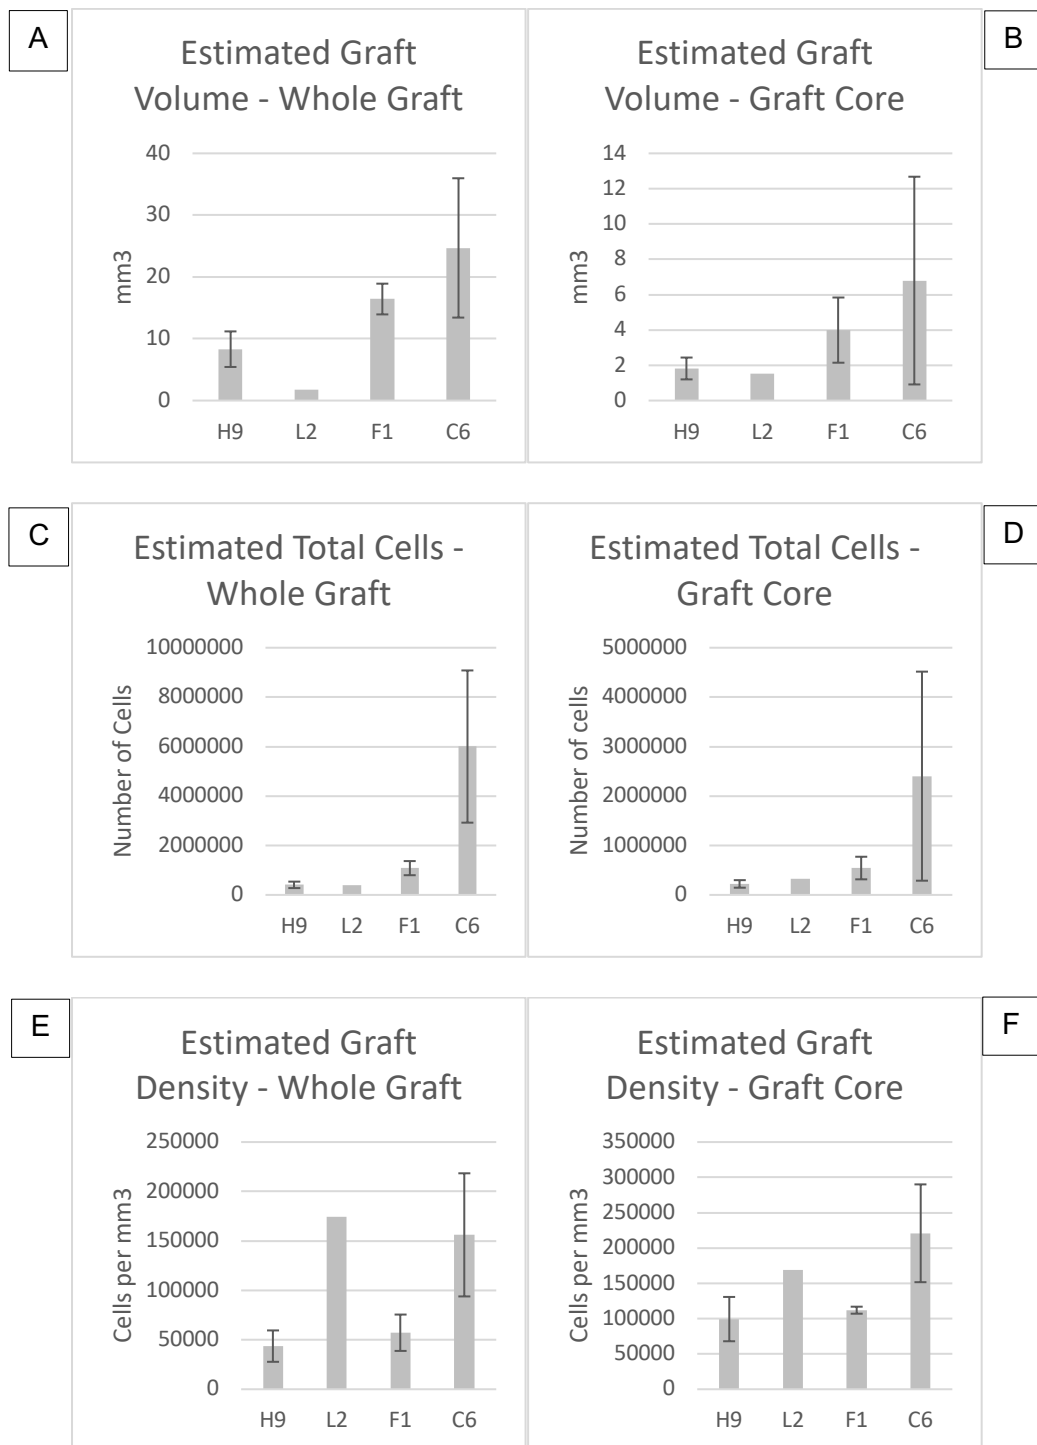 A
Estimated Graft
Volume - Whole Graft
mm3
40
30
20
10
0
H9 L2 F1 C6
B
Estimated Graft
Volume - Graft Core
mm3
14
12
10
8
6
4
2
0
H9 L2 F1 C6
C
Estimated Total Cells -
Whole Graft
Number of Cells
10000000
8000000
6000000
4000000
2000000
0
H9 L2 F1 C6
D
Estimated Total Cells -
Graft Core
Number of cells
5000000
4000000
3000000
2000000
1000000
0
H9 L2 F1 C6
E
Estimated Graft
Density - Whole Graft
Cells per mm3
250000
200000
150000
100000
50000
0
H9 L2 F1 C6
F
Estimated Graft
Density - Graft Core
Cells per mm3
350000
300000
250000
200000
150000
100000
50000
0
H9 L2 F1 C6